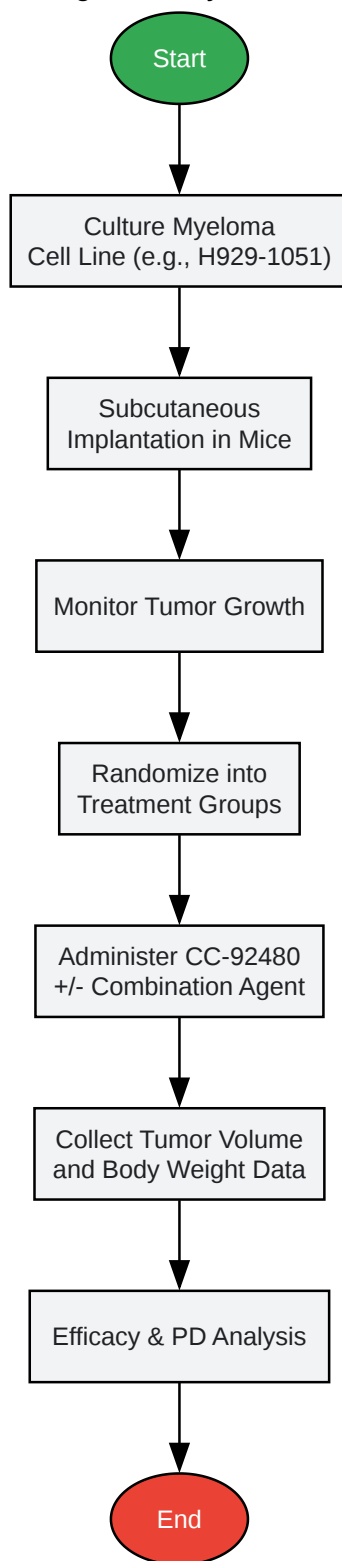 Start
Culture Myeloma
Cell Line (e.g., H929-1051)
Subcutaneous
Implantation in Mice
Monitor Tumor Growth
Randomize into
Treatment Groups
Administer CC-92480
+/- Combination Agent
Collect Tumor Volume
and Body Weight Data
Efficacy & PD Analysis
End